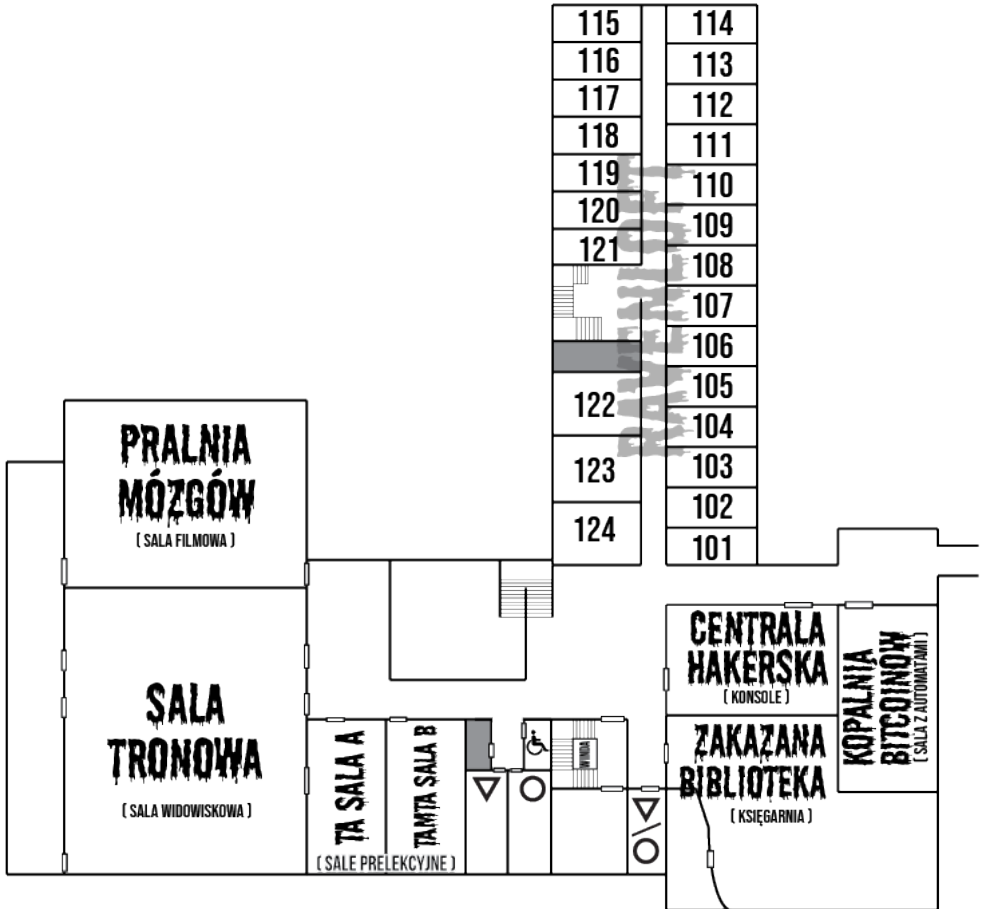 115 114
116 113
117 112
118 111
119 110
120 109
121 108
107
106
105
122 104
123 103
102
124 101
RAVENLOFT
PRALNIA
MÓZGÓW
( SALA FILMOWA )
SALA
TRONOWA
( SALA WIDOWISKOWA )
TA SALA A
TAMTA SALA B
( SALE PRELEKCYJNE )
WINDA
CENTRALA
HAKERSKA
( KONSOLE )
KOPALNIA
BITCOINÓW
( SALA Z AUTOMATAMI )
ZAKAZANA
BIBLIOTEKA
( KSIĘGARNIA )